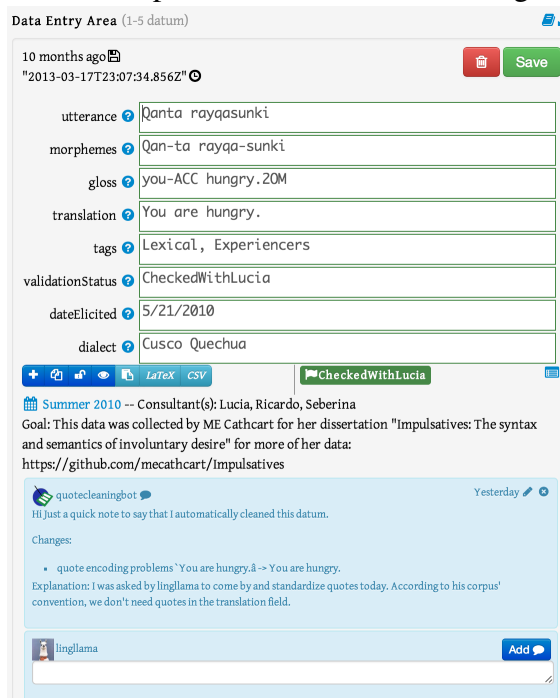 Data Entry Area (1-5 datum)
10 months ago
"2013-03-17T23:07:34.856Z"
Save
utterance Qanta rayqasunki
morphemes Qan-ta rayqa-sunki
gloss you-ACC hungry.2OM
translation You are hungry.
tags Lexical, Experiencers
validationStatus CheckedWithLucia
dateElicited 5/21/2010
dialect Cusco Quechua
LaTeX CSV CheckedWithLucia
Summer 2010 -- Consultant(s): Lucia, Ricardo, Seberina
Goal: This data was collected by ME Cathcart for her dissertation "Impulsatives: The syntax
and semantics of involuntary desire" for more of her data:
https://github.com/mecathcart/Impulsatives
quotecleaningbot Yesterday
Hi Just a quick note to say that I automatically cleaned this datum.
Changes:
• quote encoding problems `You are hungry.â -> You are hungry.
Explanation: I was asked by lingllama to come by and standardize quotes today. According to his corpus'
convention, we don't need quotes in the translation field.
lingllama Add